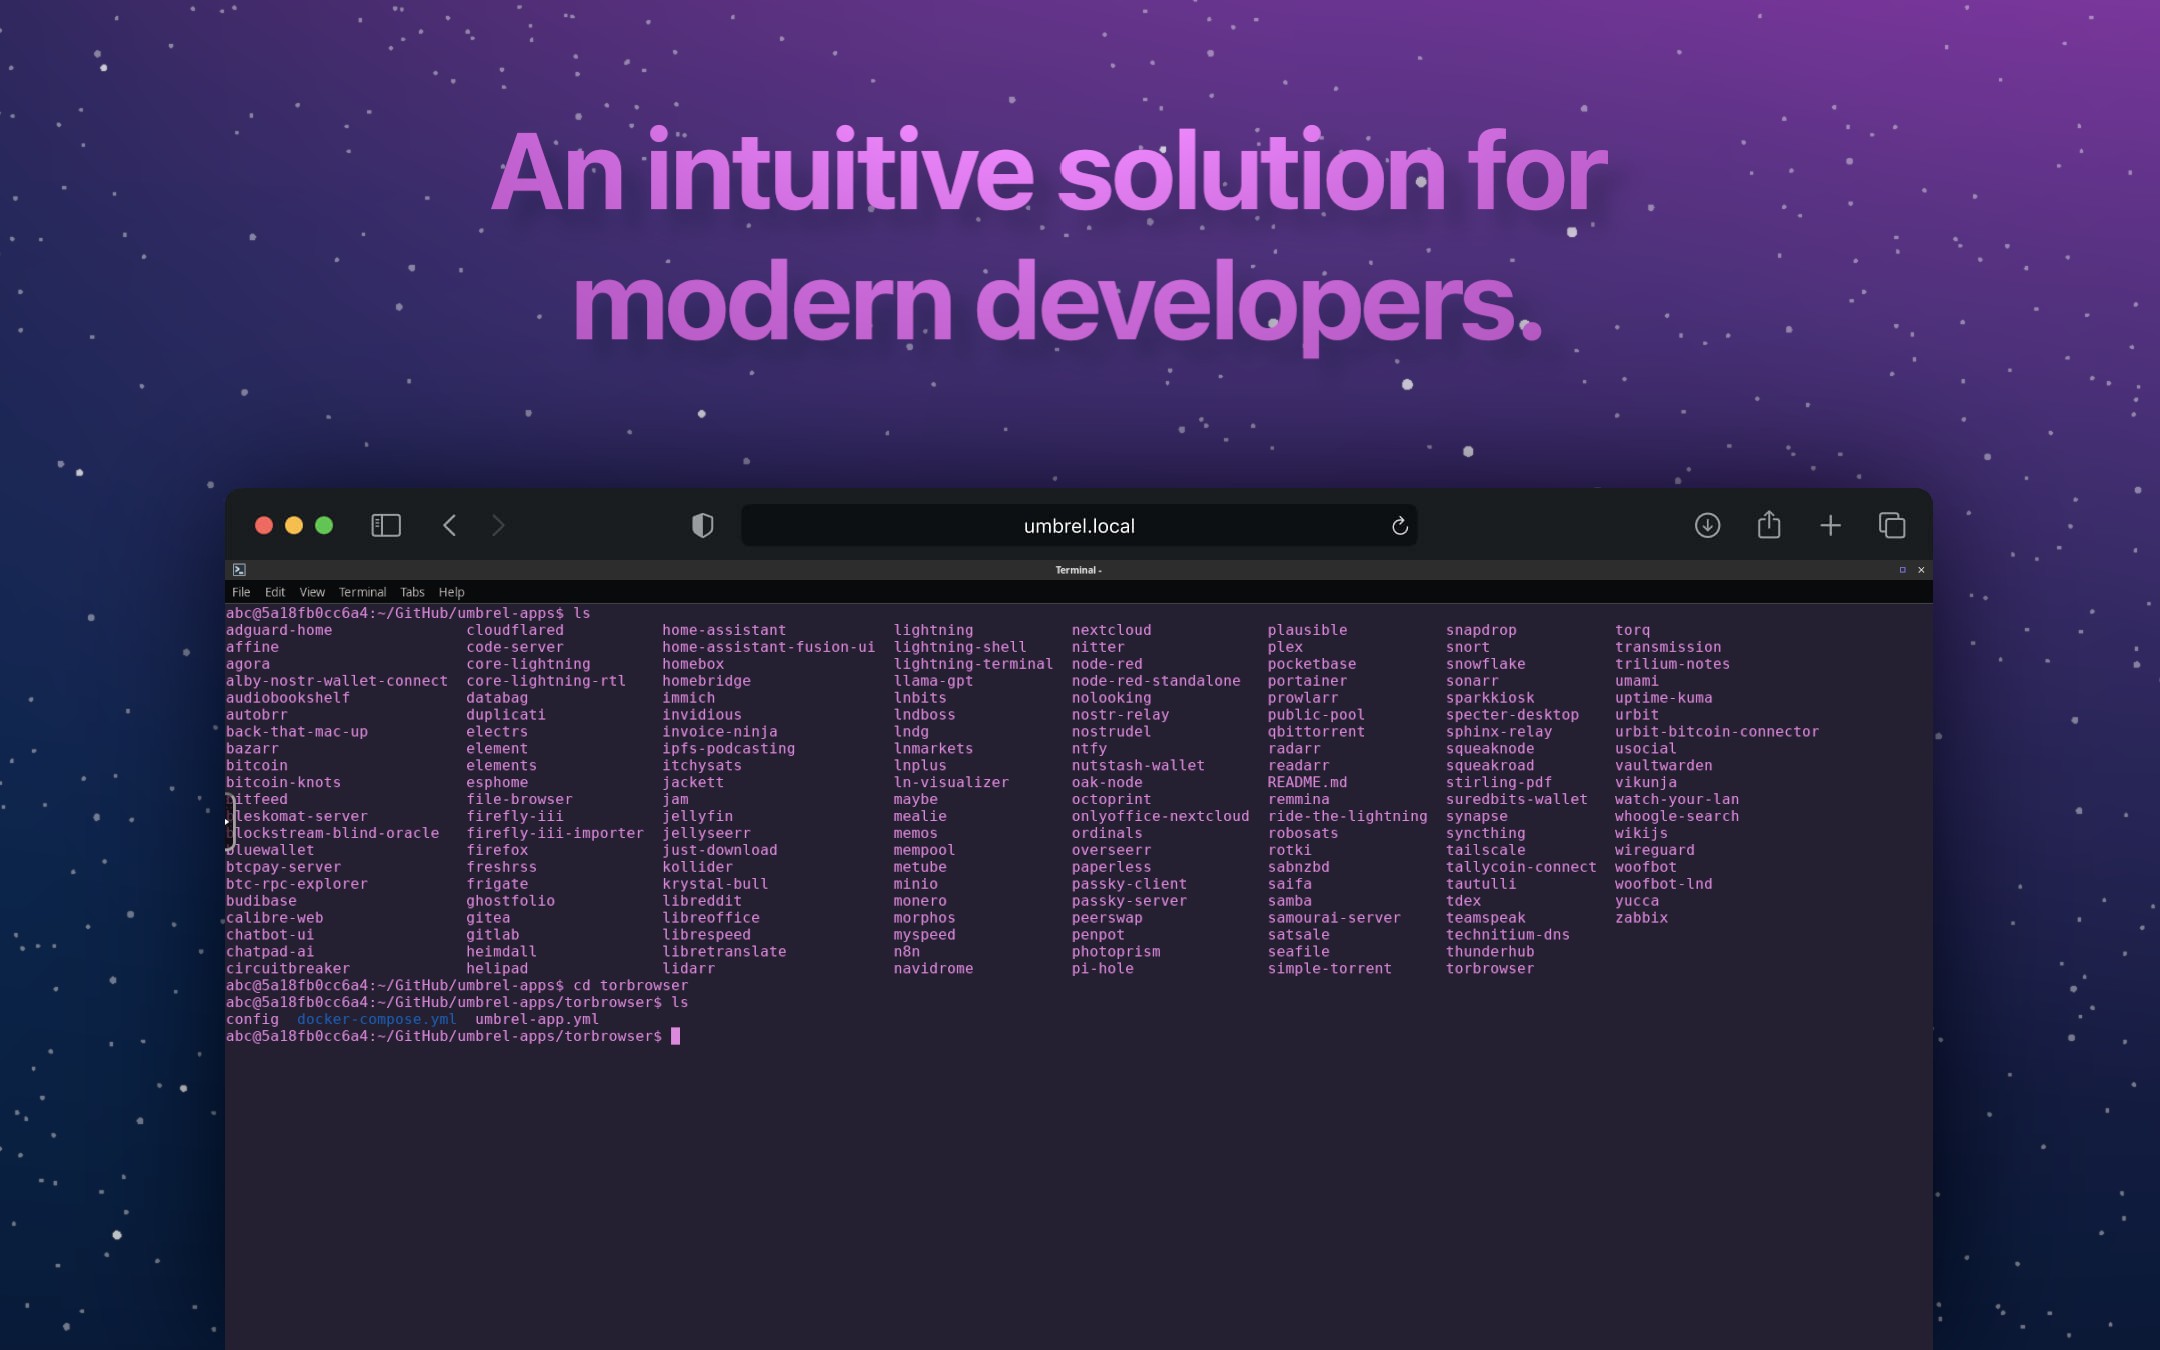 An intuitive solution for
modern developers.
umbrel.local
Terminal -
File Edit View Terminal Tabs Help
abc@5a18fb0cc6a4:~/GitHub/umbrel-apps$ ls
adguard-home cloudflared home-assistant lightning nextcloud plausible snapdrop torq
affine code-server home-assistant-fusion-ui lightning-shell nitter plex snort transmission
agora core-lightning homebox lightning-terminal node-red pocketbase snowflake trilium-notes
alby-nostr-wallet-connect core-lightning-rtl homebridge llama-gpt node-red-standalone portainer sonarr umami
audiobookshelf databag immich lnbits nolooking prowlarr sparkkiosk uptime-kuma
autobrr duplicati invidious lndboss nostr-relay public-pool specter-desktop urbit
back-that-mac-up electrs invoice-ninja lndg nostrudel qbittorrent sphinx-relay urbit-bitcoin-connector
bazarr element ipfs-podcasting lnmarkets ntfy radarr squeaknode usocial
bitcoin elements itchysats lnplus nutstash-wallet readarr squeakroad vaultwarden
bitcoin-knots esphome jackett ln-visualizer oak-node README.md stirling-pdf vikunja
bitfeed file-browser jam maybe octoprint remmina suredbits-wallet watch-your-lan
bleskomat-server firefly-iii jellyfin mealie onlyoffice-nextcloud ride-the-lightning synapse whoogle-search
blockstream-blind-oracle firefly-iii-importer jellyseerr memos ordinals robosats syncthing wikijs
bluewallet firefox just-download mempool overseerr rotki tailscale wireguard
btcpay-server freshrss kollider metube paperless sabnzbd tallycoin-connect woofbot
btc-rpc-explorer frigate krystal-bull minio passky-client saifa tautulli woofbot-lnd
budibase ghostfolio libreddit monero passky-server samba tdex yucca
calibre-web gitea libreoffice morphos peerswap samourai-server teamspeak zabbix
chatbot-ui gitlab librespeed myspeed penpot satsale technitium-dns
chatpad-ai heimdall libretranslate n8n photoprism seafile thunderhub
circuitbreaker helipad lidarr navidrome pi-hole simple-torrent torbrowser
abc@5a18fb0cc6a4:~/GitHub/umbrel-apps$ cd torbrowser
abc@5a18fb0cc6a4:~/GitHub/umbrel-apps/torbrowser$ ls
config docker-compose.yml umbrel-app.yml
abc@5a18fb0cc6a4:~/GitHub/umbrel-apps/torbrowser$